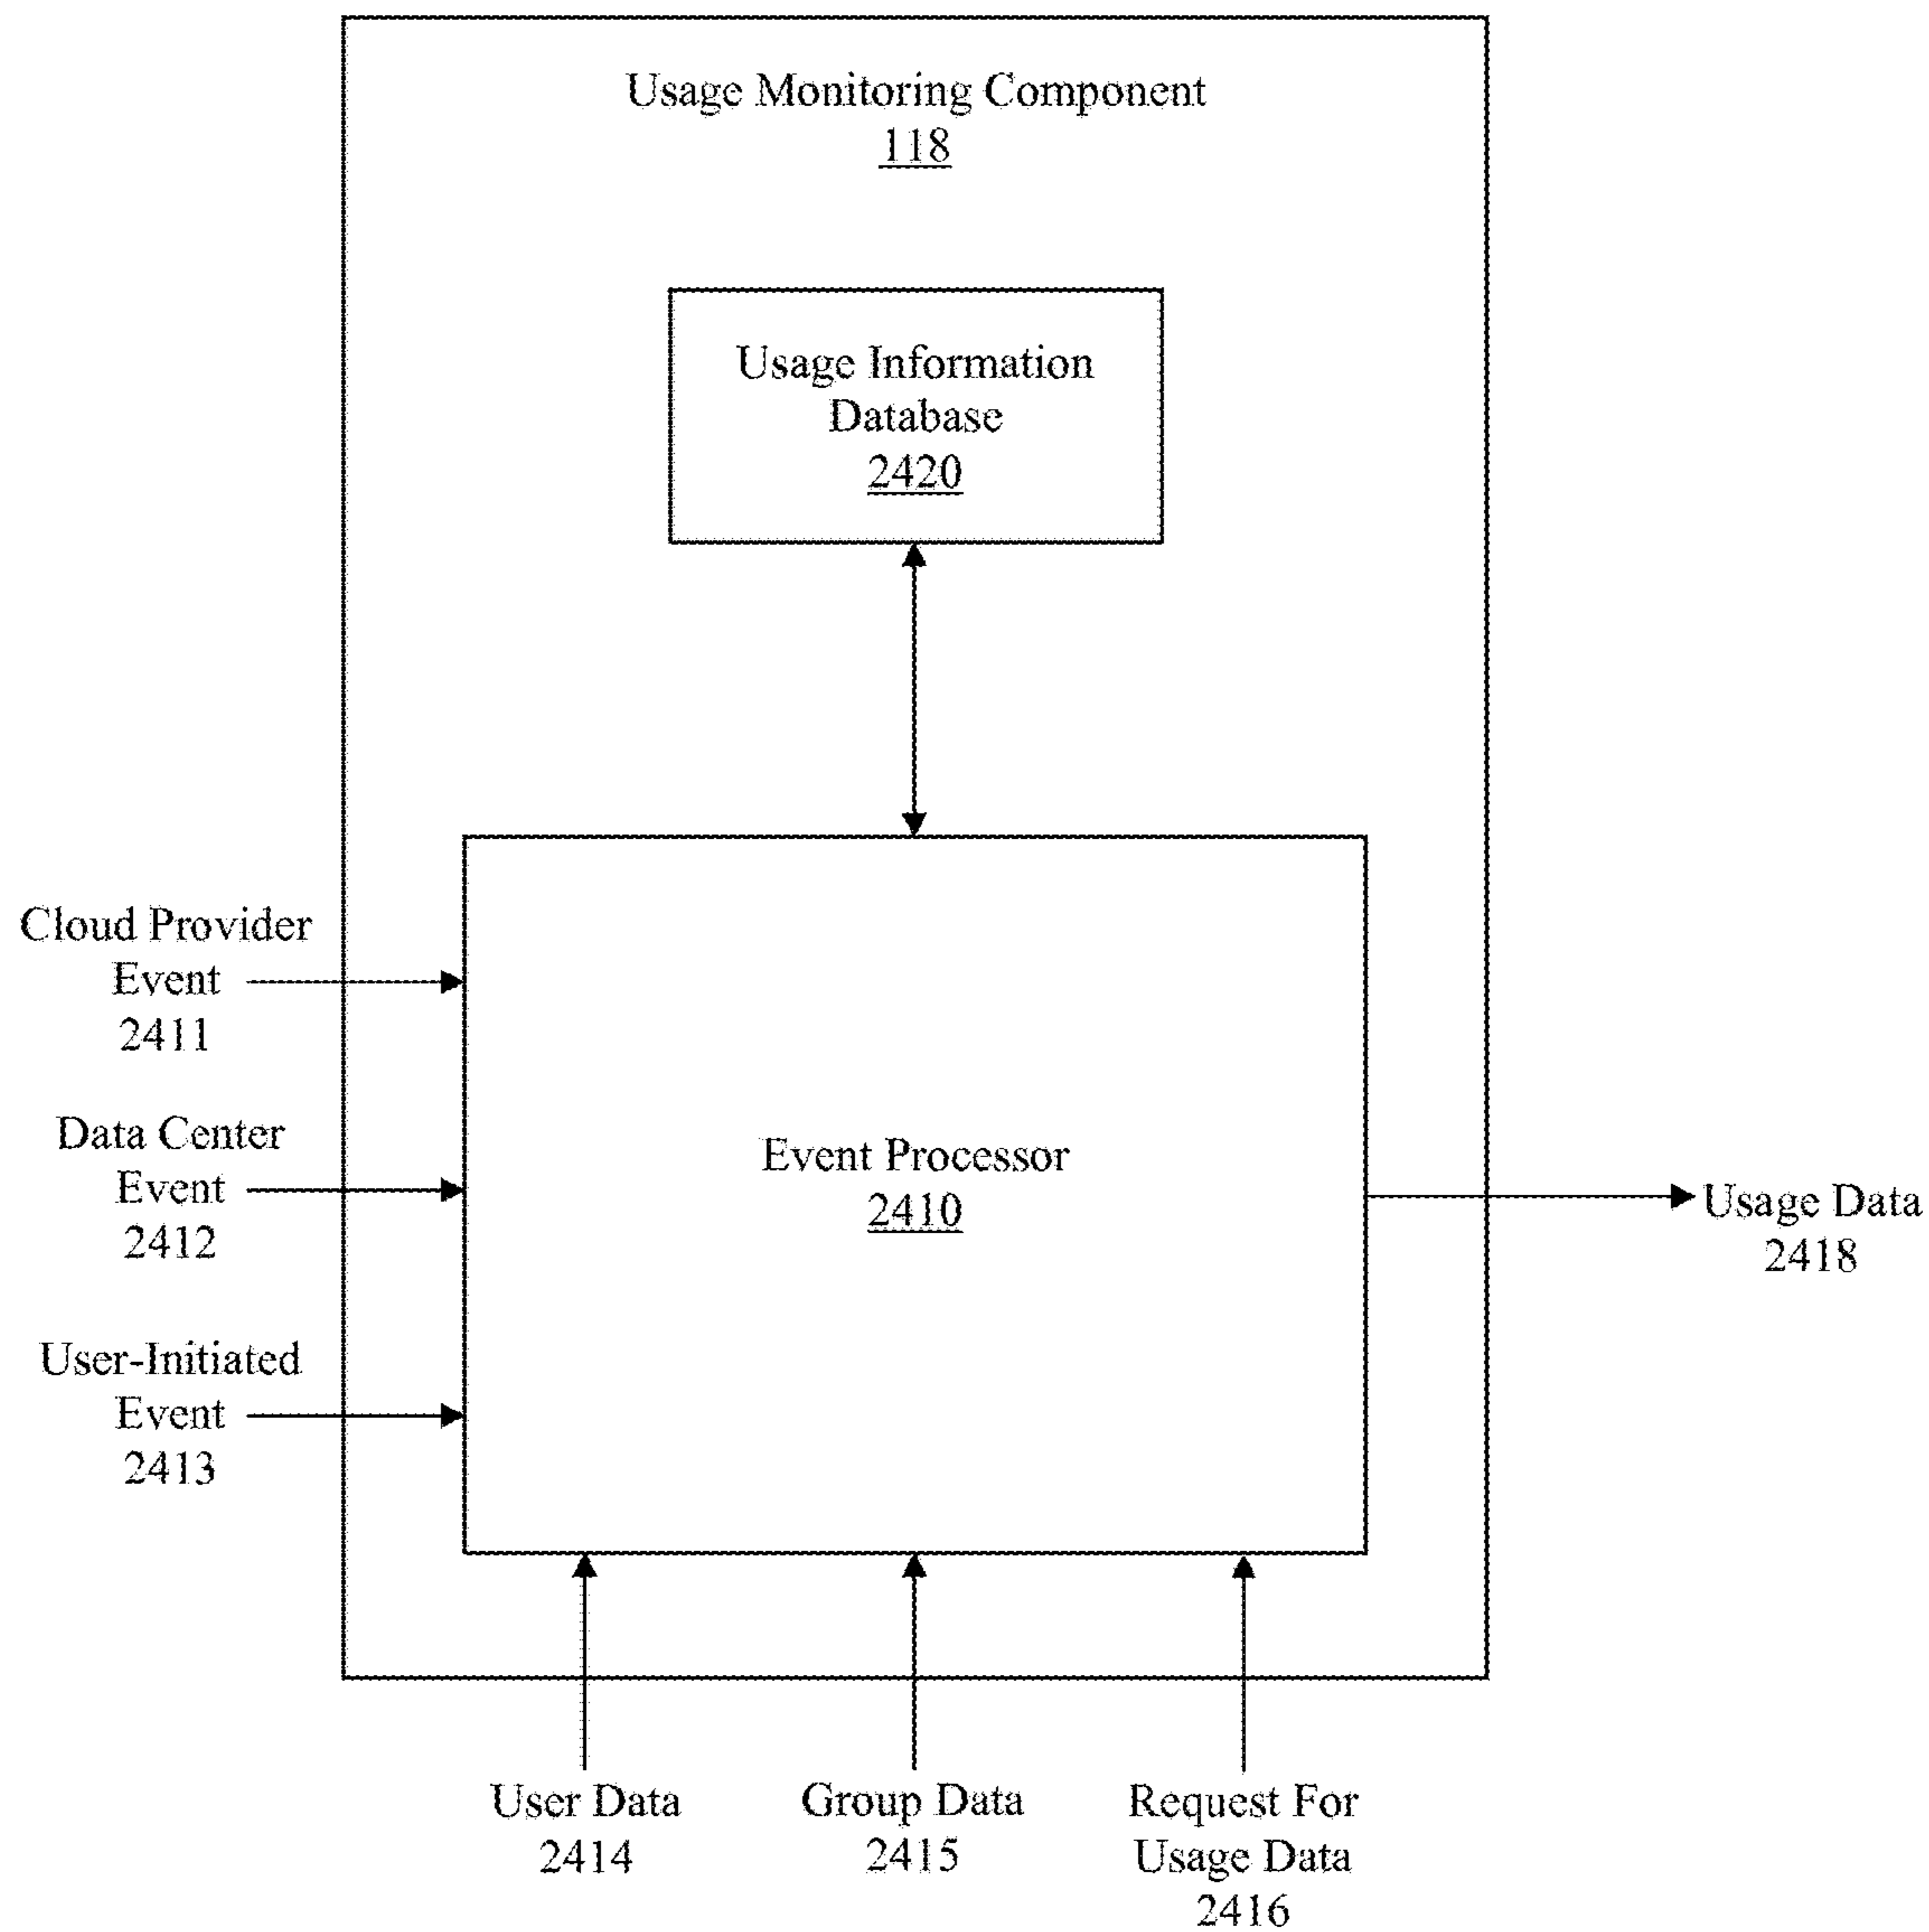 Usage Monitoring Component
118
Usage Information
Database
2420
Cloud Provider
Event
2411
Data Center
Event
2412
User-Initiated
Event
2413
Event Processor
2410
Usage Data
2418
User Data
2414
Group Data
2415
Request For
Usage Data
2416